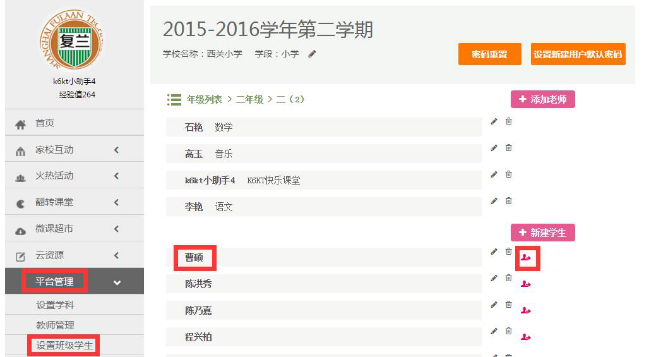 SHANGHAI FULAAN TC
复兰
k6kt小助手4
经验值264
首页
家校互动
火热活动
翻转课堂
微课超市
云资源
平台管理
设置学科
教师管理
设置班级学生
2015-2016学年第二学期
学校名称：西关小学 学段：小学
密码重置 设置新建用户默认密码
年级列表 > 二年级 > 二（2）
+ 添加老师
石艳 数学
高玉 音乐
k6kt小助手4 K6KT快乐课堂
李艳 语文
+ 新建学生
曹硕
陈洪秀
陈乃嘉
程兴柏